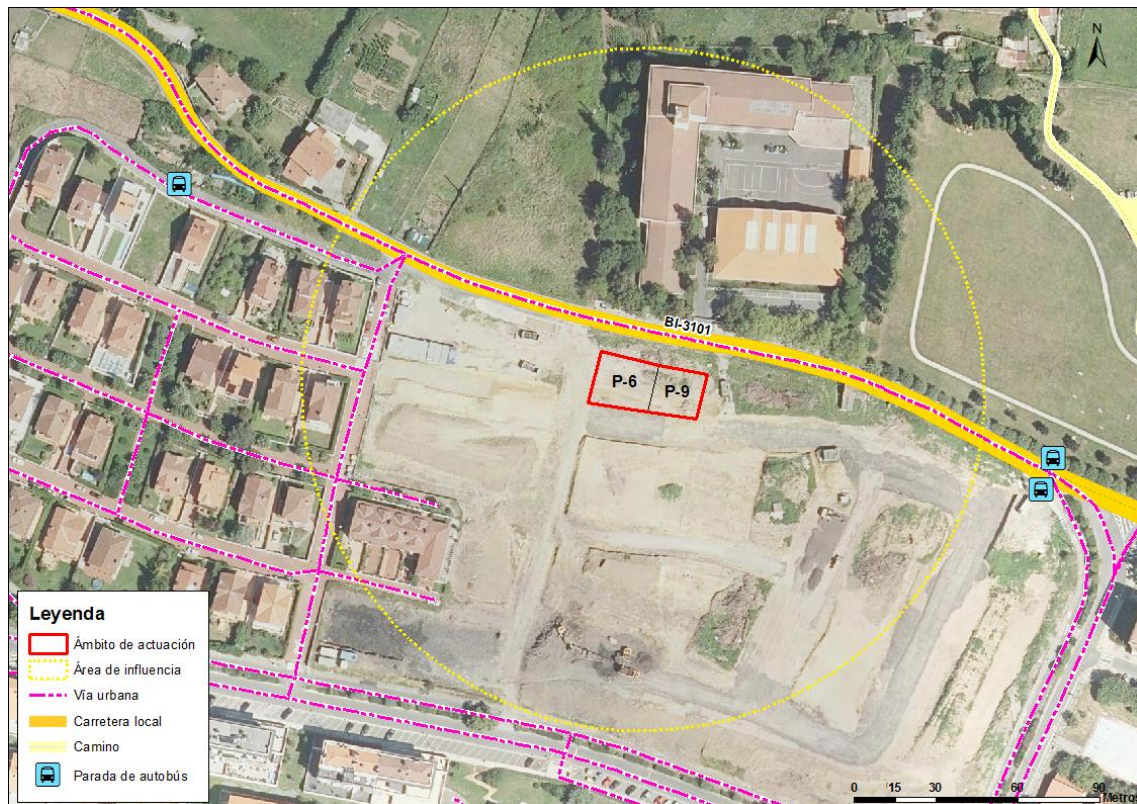 N
BI-3101
P-6
P-9
Leyenda
Ámbito de actuación
Área de influencia
Vía urbana
Carretera local
Camino
Parada de autobús
0 15 30 60 90
Metros